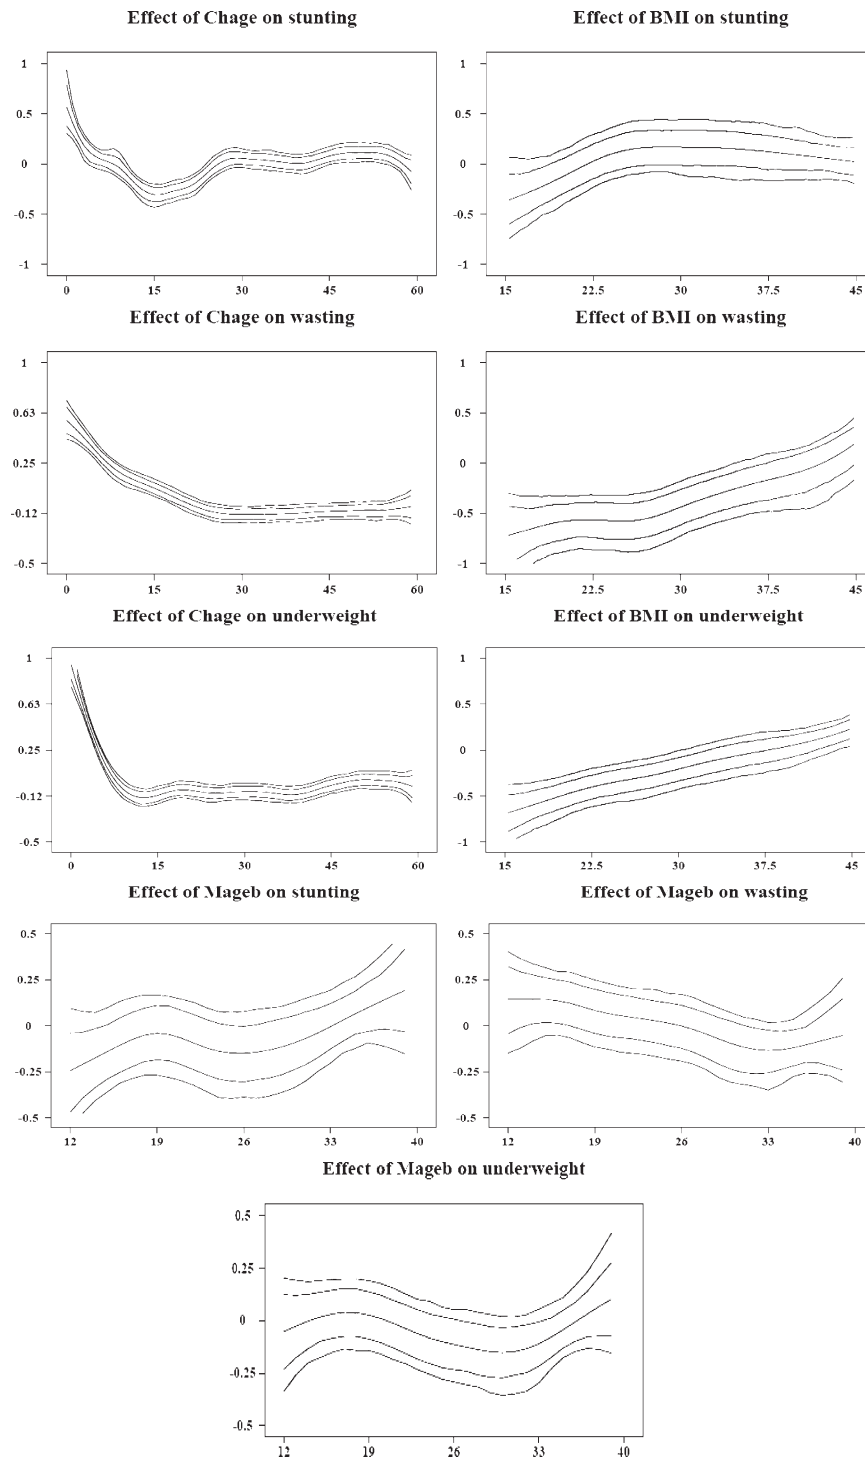 Effect of Chage on stunting
1
0.5
0
-0.5
-1
0 15 30 45 60
Effect of BMI on stunting
1
0.5
0
-0.5
-1
15 22.5 30 37.5 45
Effect of Chage on wasting
1
0.63
0.25
-0.12
-0.5
0 15 30 45 60
Effect of BMI on wasting
1
0.5
0
-0.5
-1
15 22.5 30 37.5 45
Effect of Chage on underweight
1
0.63
0.25
-0.12
-0.5
0 15 30 45 60
Effect of BMI on underweight
1
0.5
0
-0.5
-1
15 22.5 30 37.5 45
Effect of Mageb on stunting
0.5
0.25
0
-0.25
-0.5
12 19 26 33 40
Effect of Mageb on wasting
0.5
0.25
0
-0.25
-0.5
12 19 26 33 40
Effect of Mageb on underweight
0.5
0.25
0
-0.25
-0.5
12 19 26 33 40